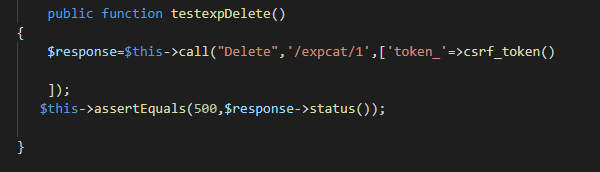 public function testexpDelete()
{
$response=$this->call("Delete",'/expcat/1',['token_'=>csrf_token()
]);
$this->assertEquals(500,$response->status());
}